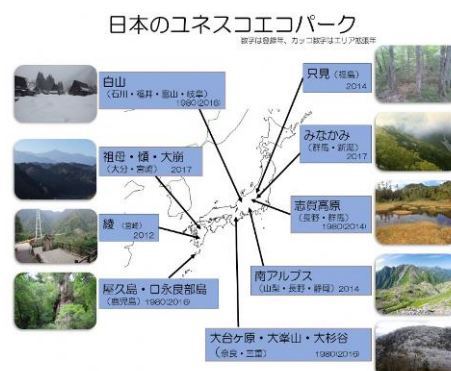 日本のユネスコエコパーク
数字は登録年、カッコ数字はエリア拡張年
白山
(石川・福井・富山・岐阜)
1980(2016)
只見(福島)
2014
みなかみ
(群馬・新潟)
2017
祖母・傾・大崩
(大分・宮崎) 2017
志賀高原
(長野・群馬)
1980(2014)
綾(宮崎)
2012
南アルプス
(山梨・長野・静岡) 2014
屋久島・口永良部島
(鹿児島) 1980(2016)
大台ヶ原・大峯山・大杉谷
(奈良・三重) 1980(2016)